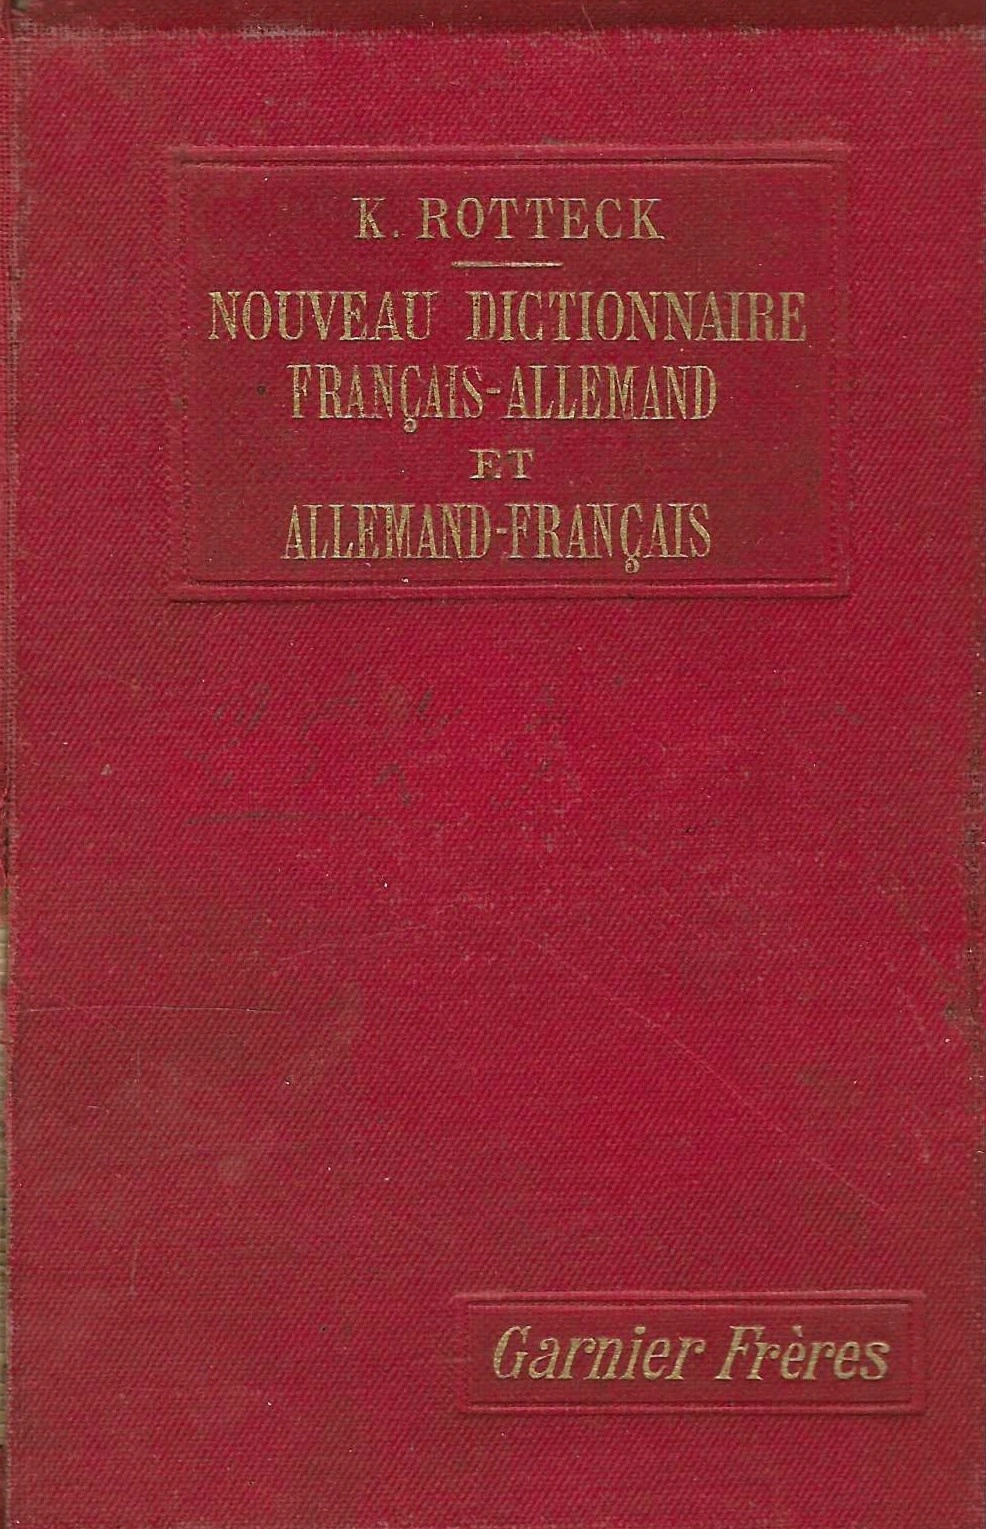 K. ROTTECK
NOUVEAU DICTIONNAIRE
FRANÇAIS-ALLEMAND
ET
ALLEMAND-FRANÇAIS
Garnier Frères